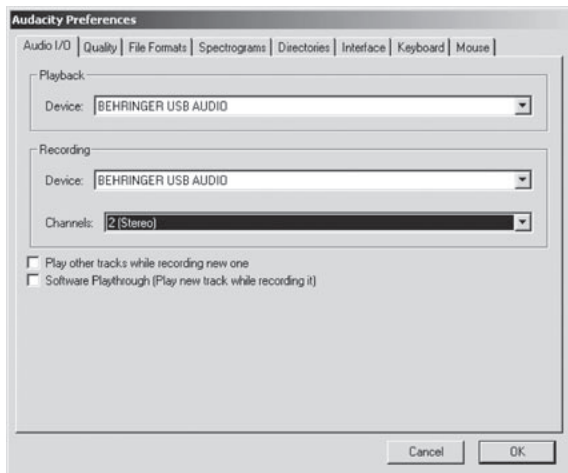 Audacity Preferences
Audio I/O Quality File Formats Spectrograms Directories Interface Keyboard Mouse
Playback
Device: BEHRINGER USB AUDIO
Recording
Device: BEHRINGER USB AUDIO
Channels: 2 (Stereo)
Play other tracks while recording new one
Software Playthrough (Play new track while recording it)
Cancel OK